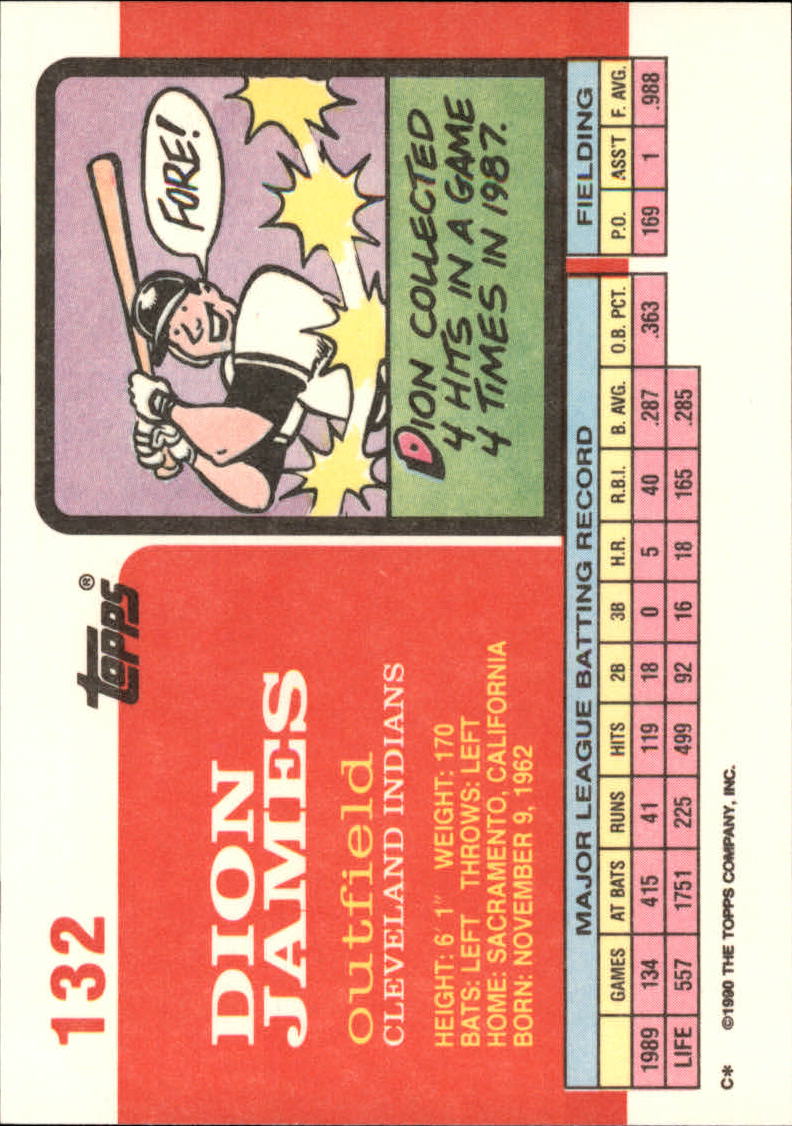 132
Topps®
DION
JAMES
outfield
CLEVELAND INDIANS
HEIGHT: 6' 1" WEIGHT: 170
BATS: LEFT THROWS: LEFT
HOME: SACRAMENTO, CALIFORNIA
BORN: NOVEMBER 9, 1962
FORE!
DION COLLECTED
4 HITS IN A GAME
4 TIMES IN 1987.
MAJOR LEAGUE BATTING RECORD FIELDING
GAMES AT BATS RUNS HITS 2B 3B H.R. R.B.I. B. AVG. O.B. PCT. P.O. ASS'T F. AVG.
1989 134 415 41 119 18 0 5 40 .287 .363 169 1 .988
LIFE 557 1751 225 499 92 16 18 165 .285
C* ©1990 THE TOPPS COMPANY, INC.